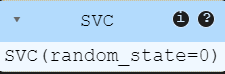 SVC i ?
SVC(random_state=0)